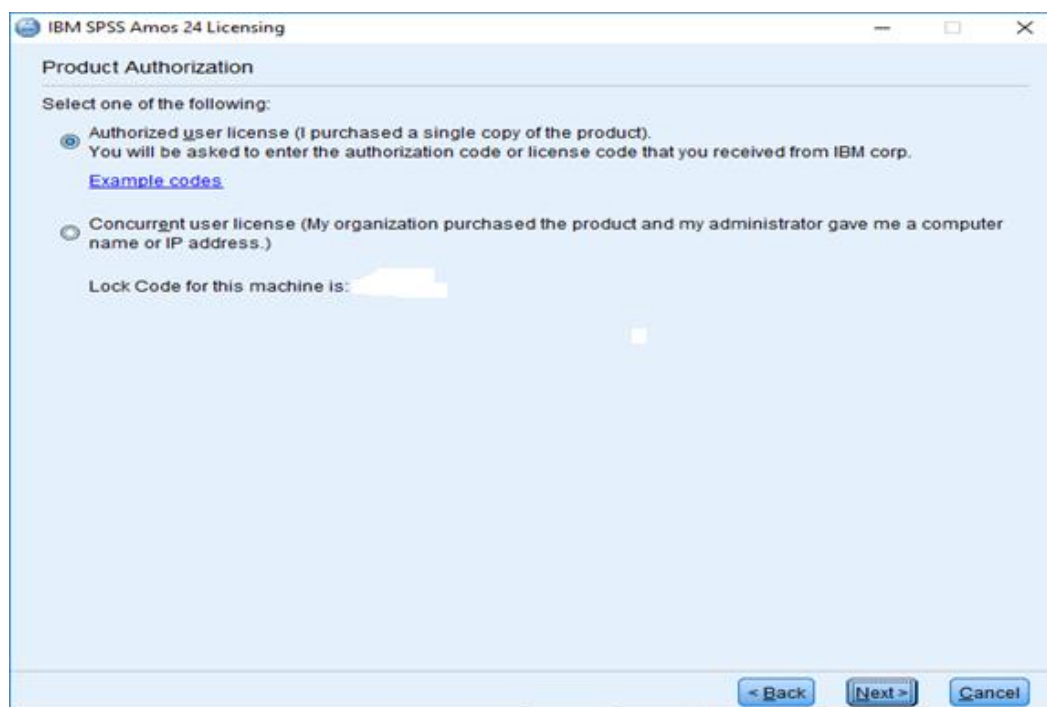 IBM SPSS Amos 24 Licensing
Product Authorization
Select one of the following:
Authorized user license (I purchased a single copy of the product).
You will be asked to enter the authorization code or license code that you received from IBM corp.
Example codes
Concurrent user license (My organization purchased the product and my administrator gave me a computer
name or IP address.)
Lock Code for this machine is:
< Back Next > Cancel